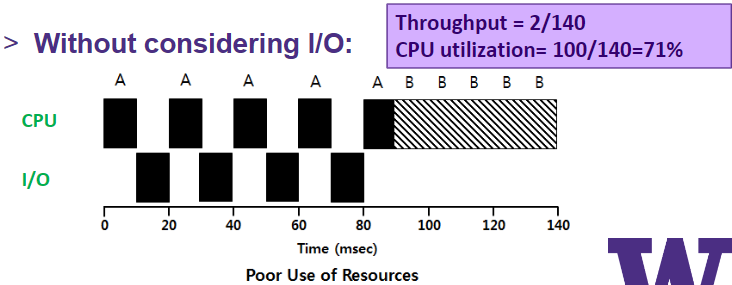 Throughput = 2/140
CPU utilization= 100/140=71%
> Without considering I/O:
A A A A A B B B B B
CPU
I/O
0 20 40 60 80 100 120 140
Time (msec)
Poor Use of Resources
W